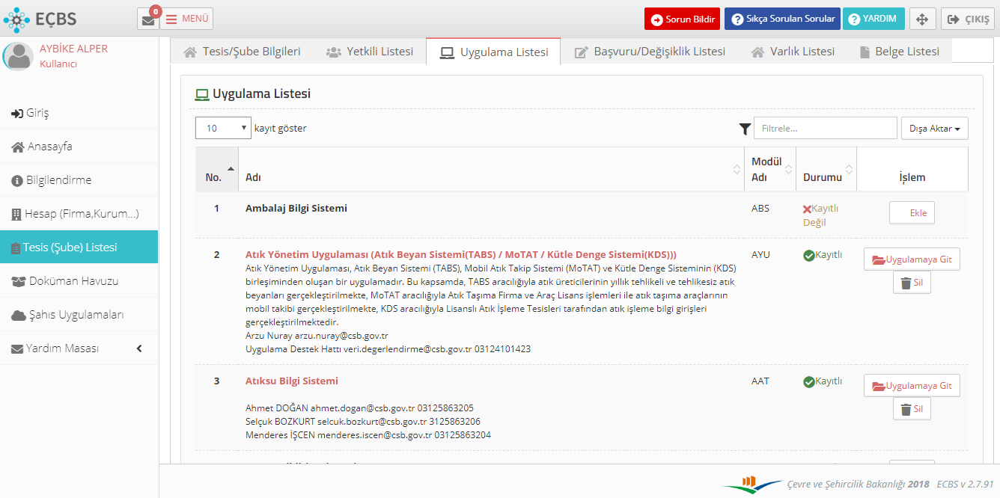 EÇBS
0
MENÜ
Sorun Bildir
Sıkça Sorulan Sorular
YARDIM
ÇIKIŞ
AYBİKE ALPER
Kullanıcı
Giriş
Anasayfa
Bilgilendirme
Hesap (Firma,Kurum...)
Tesis (Şube) Listesi
Doküman Havuzu
Şahıs Uygulamaları
Yardım Masası
Tesis/Şube Bilgileri
Yetkili Listesi
Uygulama Listesi
Başvuru/Değişiklik Listesi
Varlık Listesi
Belge Listesi
Uygulama Listesi
10 kayıt göster
Filtrele...
Dışa Aktar
No.
Adı
Modül
Adı
Durumu
İşlem
1
Ambalaj Bilgi Sistemi
ABS
Kayıtlı
Değil
Ekle
2
Atık Yönetim Uygulaması (Atık Beyan Sistemi(TABS) / MoTAT / Kütle Denge Sistemi(KDS)))
Atık Yönetim Uygulaması, Atık Beyan Sistemi (TABS), Mobil Atık Takip Sistemi (MoTAT) ve Kütle Denge Sisteminin (KDS)
birleşiminden oluşan bir uygulamadır. Bu kapsamda, TABS aracılığıyla atık üreticilerinin yıllık tehlikeli ve tehlikesiz atık
beyanları gerçekleştirilmekte, MoTAT aracılığıyla Atık Taşıma Firma ve Araç Lisans işlemleri ile atık taşıma araçlarının
mobil takibi gerçekleştirilmekte, KDS aracılığıyla Lisanslı Atık İşleme Tesisleri tarafından atık işleme bilgi girişleri
gerçekleştirilmektedir.
Arzu Nuray arzu.nuray@csb.gov.tr
Uygulama Destek Hattı veri.degerlendirme@csb.gov.tr 03124101423
AYU
Kayıtlı
Uygulamaya Git
Sil
3
Atıksu Bilgi Sistemi
Ahmet DOĞAN ahmet.dogan@csb.gov.tr 03125863205
Selçuk BOZKURT selcuk.bozkurt@csb.gov.tr 3125863206
Menderes İŞCEN menderes.iscen@csb.gov.tr 03125863204
AAT
Kayıtlı
Uygulamaya Git
Sil
Çevre ve Şehircilik Bakanlığı 2018 ECBS v 2.7.91